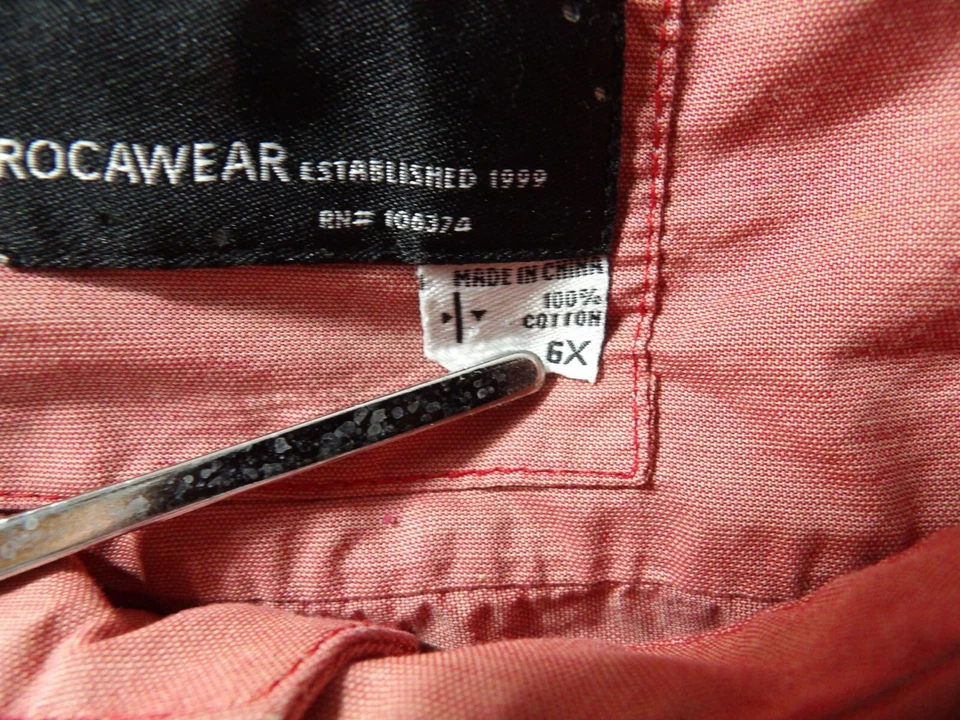 ROCAWEAR ESTABLISHED 1999
RN# 106374
MADE IN CHINA
100%
COTTON
6X